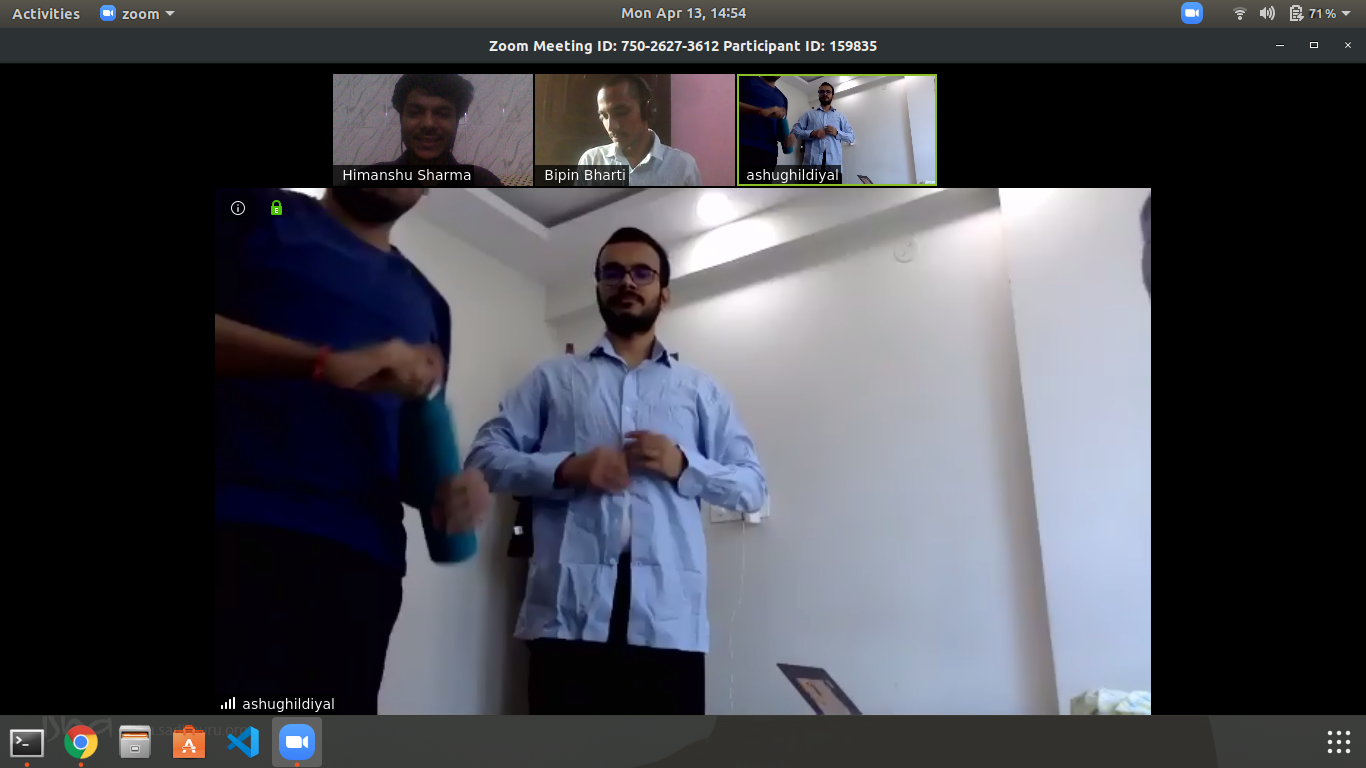 Activities
zoom
Mon Apr 13, 14:54
71%
Zoom Meeting ID: 750-2627-3612 Participant ID: 159835
Himanshu Sharma
Bipin Bharti
ashughildiyal
ashughildiyal